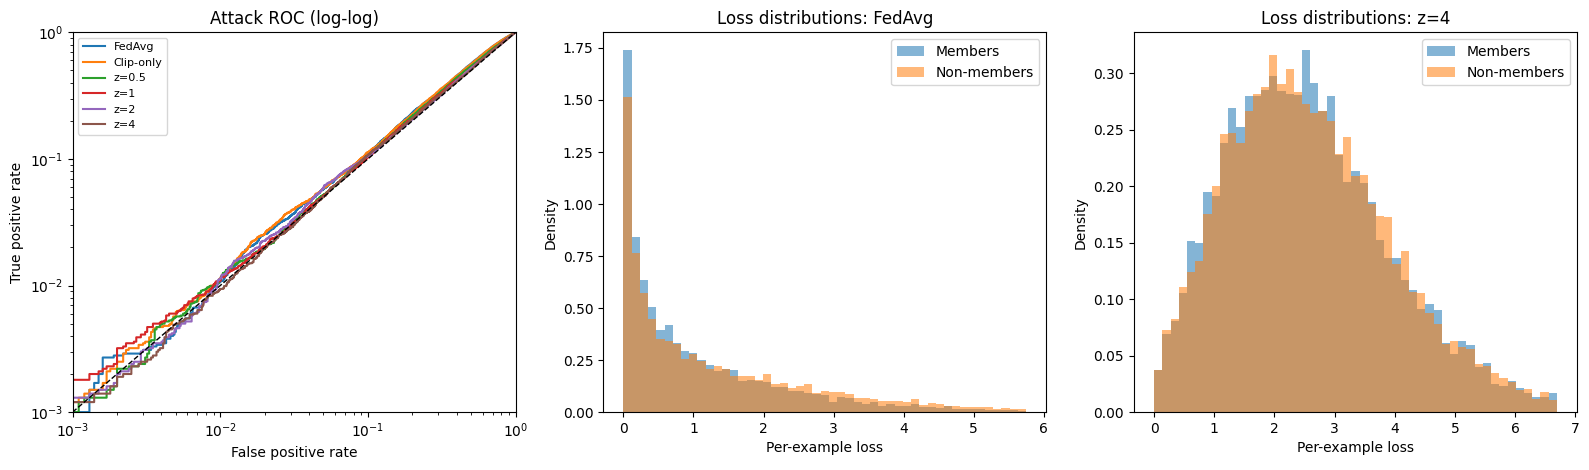 Attack ROC (log-log)
FedAvg
Clip-only
z=0.5
z=1
z=2
z=4
10⁰
10⁻¹
10⁻²
10⁻³
True positive rate
10⁻³
10⁻²
10⁻¹
10⁰
False positive rate
Loss distributions: FedAvg
Members
Non-members
1.75
1.50
1.25
1.00
0.75
0.50
0.25
0.00
Density
0
1
2
3
4
5
6
Per-example loss
Loss distributions: z=4
Members
Non-members
0.30
0.25
0.20
0.15
0.10
0.05
0.00
Density
0
1
2
3
4
5
6
7
Per-example loss